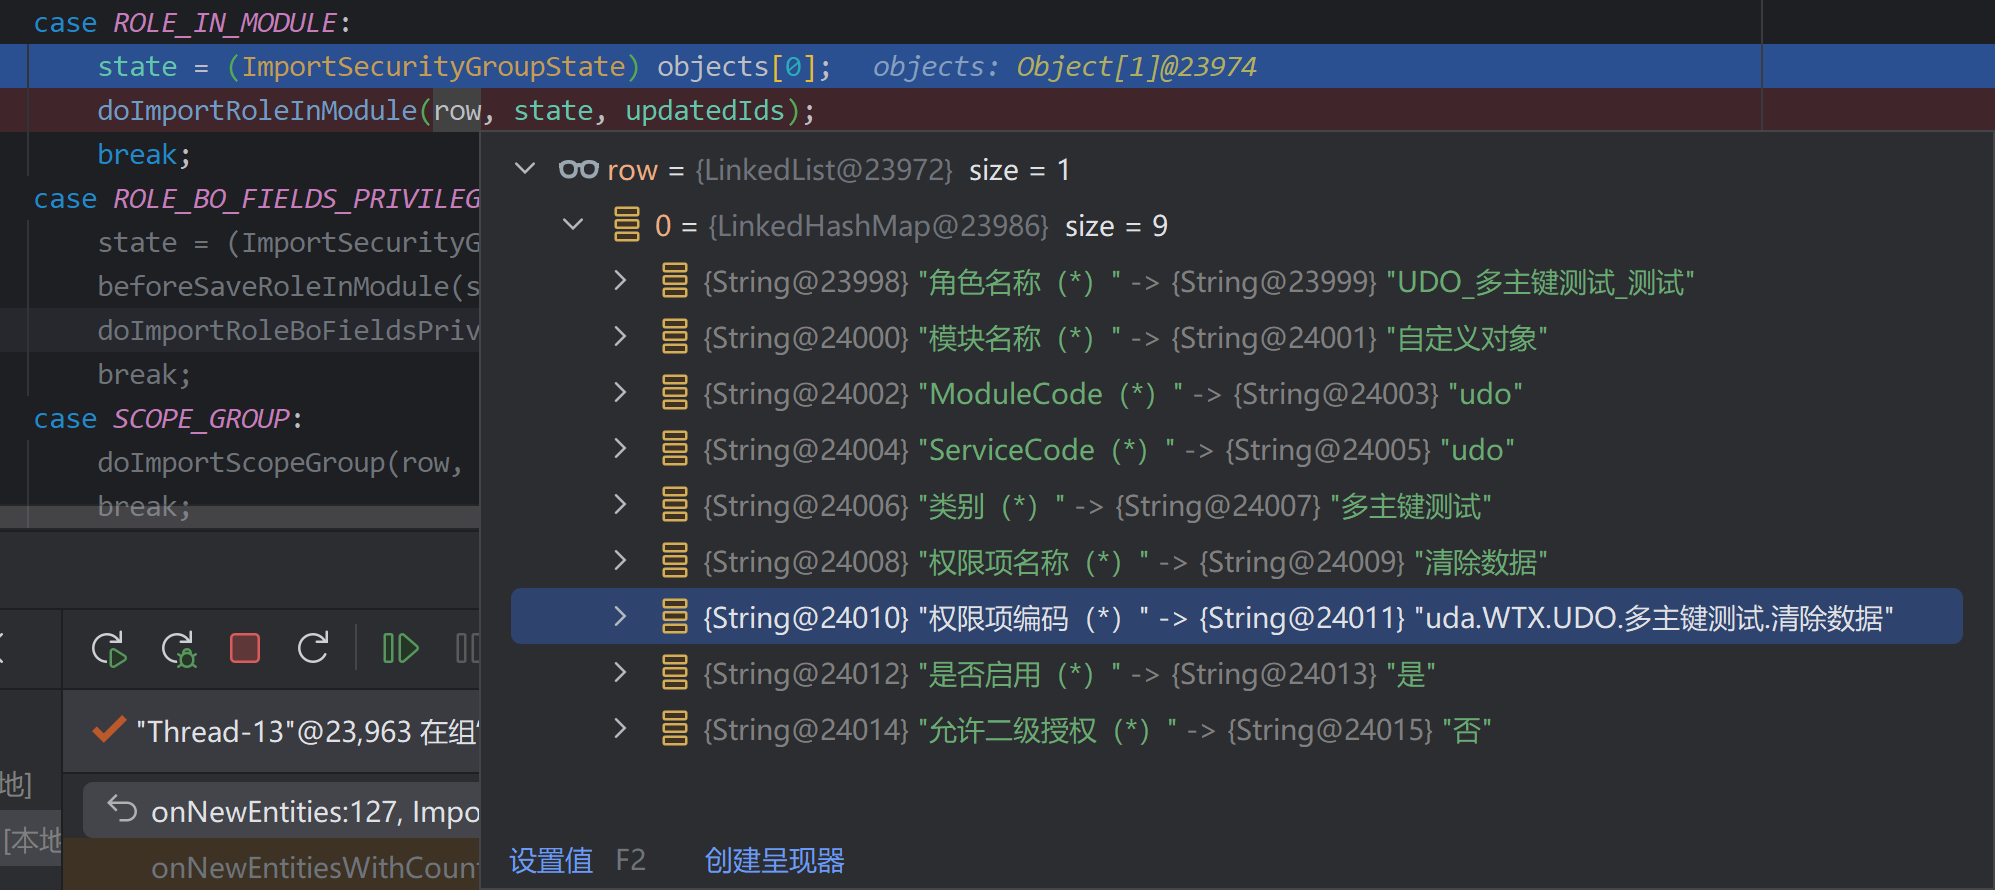 case ROLE_IN_MODULE:
state = (ImportSecurityGroupState) objects[0]; objects: Object[1]@23974
doImportRoleInModule(row, state, updatedIds);
break;
case ROLE_BO_FIELDS_PRIVILEG
state = (ImportSecurityG
beforeSaveRoleInModule(s
doImportRoleBoFieldsPriv
break;
case SCOPE_GROUP:
doImportScopeGroup(row,
break;
row = {LinkedList@23972} size = 1
0 = {LinkedHashMap@23986} size = 9
{String@23998} "角色名称（*）" -> {String@23999} "UDO_多主键测试_测试"
{String@24000} "模块名称（*）" -> {String@24001} "自定义对象"
{String@24002} "ModuleCode（*）" -> {String@24003} "udo"
{String@24004} "ServiceCode（*）" -> {String@24005} "udo"
{String@24006} "类别（*）" -> {String@24007} "多主键测试"
{String@24008} "权限项名称（*）" -> {String@24009} "清除数据"
{String@24010} "权限项编码（*）" -> {String@24011} "uda.WTX.UDO.多主键测试.清除数据"
{String@24012} "是否启用（*）" -> {String@24013} "是"
{String@24014} "允许二级授权（*）" -> {String@24015} "否"
设置值 F2 创建呈现器
"Thread-13"@23,963 在组"
地]
onNewEntities:127, Impo
[本地
onNewEntitiesWithCount